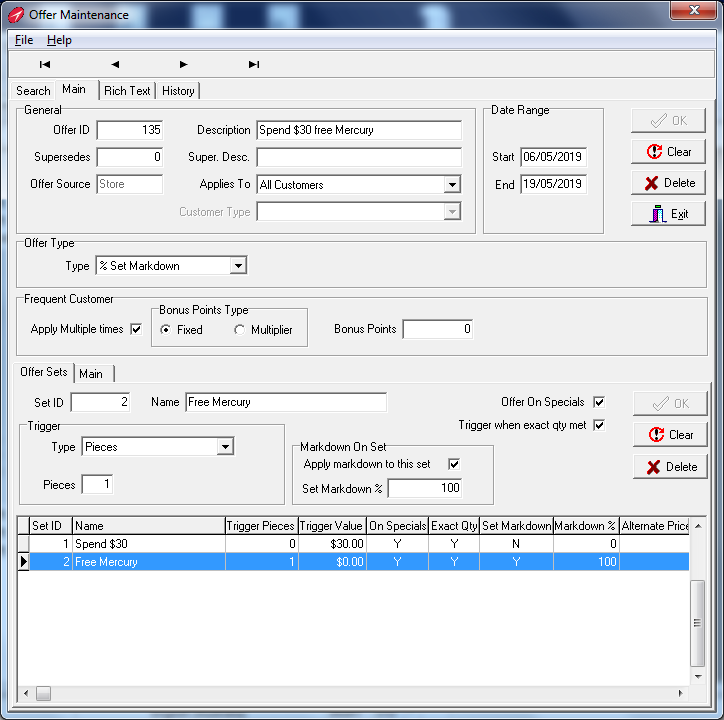 Offer Maintenance
File Help
Search Main Rich Text History
General
Offer ID 135 Description Spend $30 free Mercury
Supersedes 0 Super. Desc.
Offer Source Store Applies To All Customers
Customer Type
Date Range
Start 06/05/2019
End 19/05/2019
OK
Clear
Delete
Exit
Offer Type
Type % Set Markdown
Frequent Customer
Apply Multiple times
Bonus Points Type
Fixed Multiplier
Bonus Points 0
Offer Sets Main
Set ID 2 Name Free Mercury
Offer On Specials
Trigger when exact qty met
Trigger
Type Pieces
Pieces 1
Markdown On Set
Apply markdown to this set
Set Markdown % 100
OK
Clear
Delete
Set ID Name Trigger Pieces Trigger Value On Specials Exact Qty Set Markdown Markdown % Alternate Price
1 Spend $30 0 $30.00 Y Y N 0
2 Free Mercury 1 $0.00 Y Y Y 100